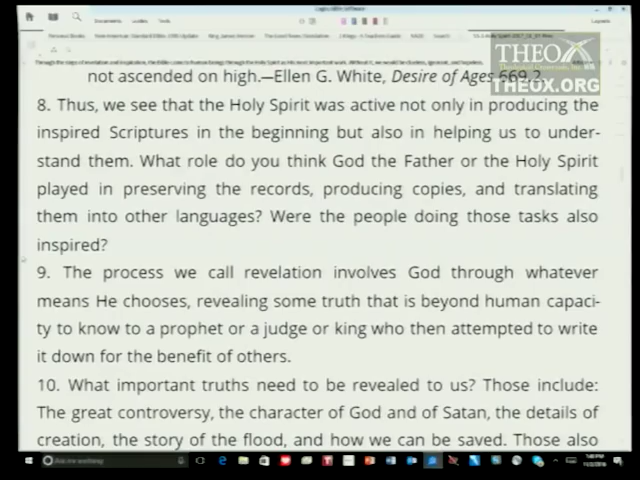 Documents Guides Tools
Layouts
THEOX
THEOX.ORG
not ascended on high.—Ellen G. White, Desire of Ages 669.2.
8. Thus, we see that the Holy Spirit was active not only in producing the
inspired Scriptures in the beginning but also in helping us to under-
stand them. What role do you think God the Father or the Holy Spirit
played in preserving the records, producing copies, and translating
them into other languages? Were the people doing those tasks also
inspired?
9. The process we call revelation involves God through whatever
means He chooses, revealing some truth that is beyond human capaci-
ty to know to a prophet or a judge or king who then attempted to write
it down for the benefit of others.
10. What important truths need to be revealed to us? Those include:
The great controversy, the character of God and of Satan, the details of
creation, the story of the flood, and how we can be saved. Those also
Ask me anything